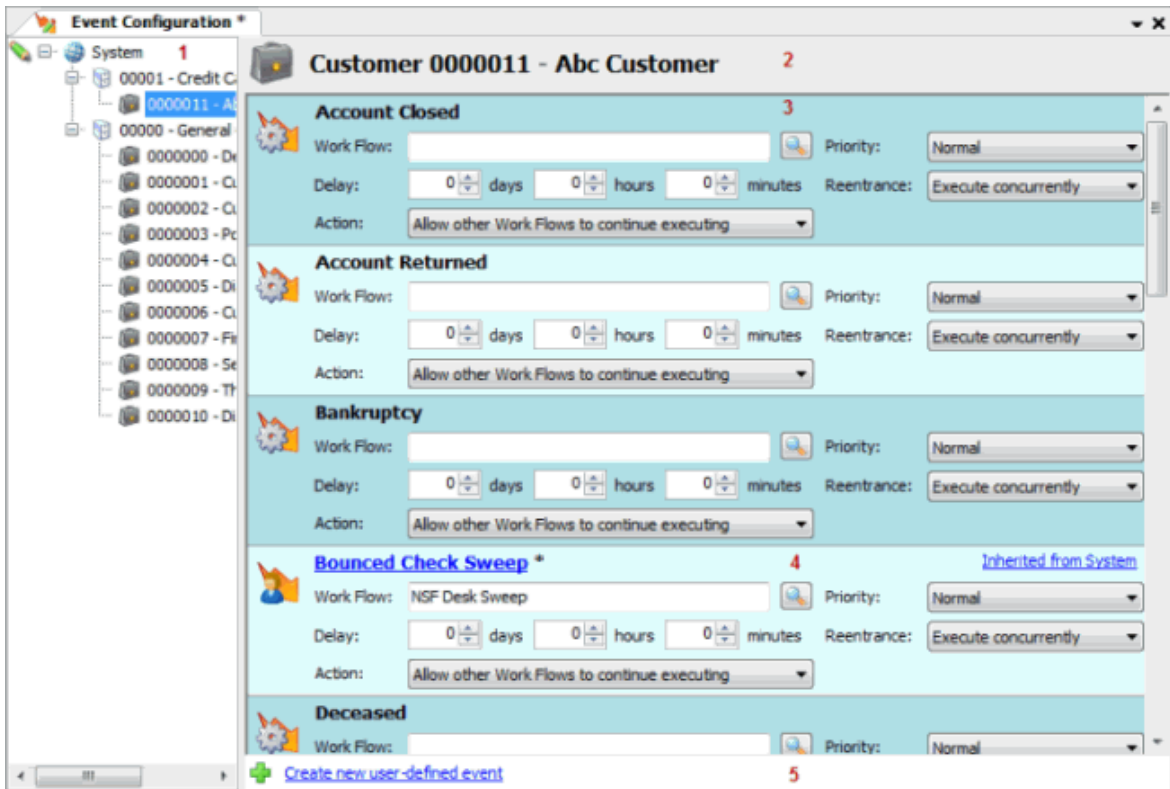 Event Configuration *
System 1
00001 - Credit C
0000011 - Al
00000 - General
0000000 - De
0000001 - Cu
0000002 - Cu
0000003 - Po
0000004 - Cu
0000005 - Di
0000006 - Cu
0000007 - Fi
0000008 - Se
0000009 - Th
0000010 - Di
Customer 0000011 - Abc Customer 2
Account Closed 3
Work Flow: Priority: Normal
Delay: 0 days 0 hours 0 minutes Reentrance: Execute concurrently
Action: Allow other Work Flows to continue executing
Account Returned
Work Flow: Priority: Normal
Delay: 0 days 0 hours 0 minutes Reentrance: Execute concurrently
Action: Allow other Work Flows to continue executing
Bankruptcy
Work Flow: Priority: Normal
Delay: 0 days 0 hours 0 minutes Reentrance: Execute concurrently
Action: Allow other Work Flows to continue executing
Bounced Check Sweep * 4 Inherited from System
Work Flow: NSF Desk Sweep Priority: Normal
Delay: 0 days 0 hours 0 minutes Reentrance: Execute concurrently
Action: Allow other Work Flows to continue executing
Deceased
Work Flow: Priority: Normal
Create new user-defined event 5